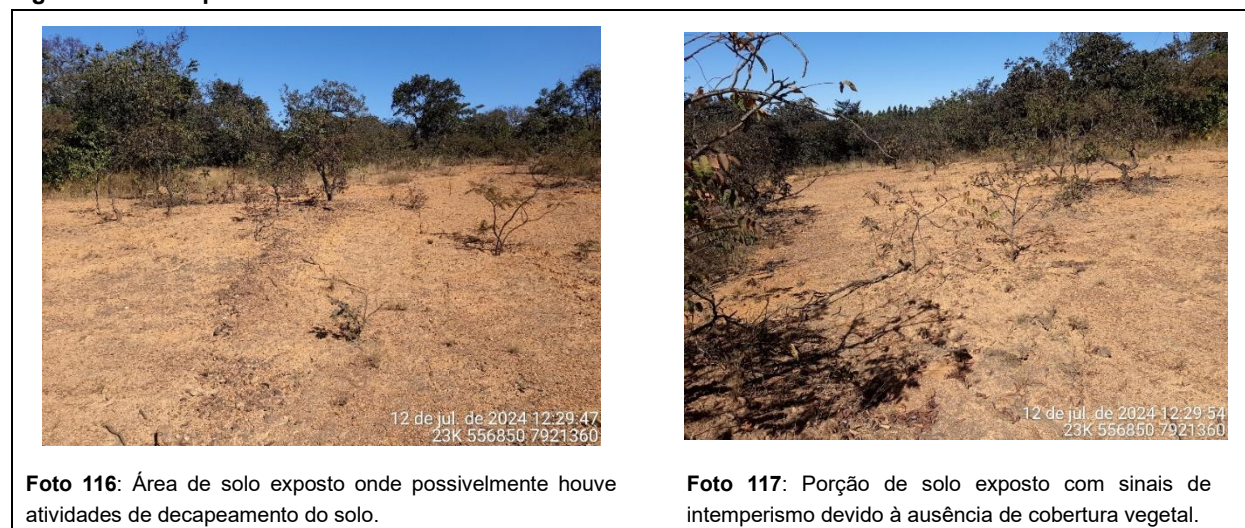 12 de jul. de 2024 12:29:47
23K 556850 7921360
12 de jul. de 2024 12:29:54
23K 556850 7921360
Foto 116: Área de solo exposto onde possivelmente houve
atividades de decapeamento do solo.
Foto 117: Porção de solo exposto com sinais de
intemperismo devido à ausência de cobertura vegetal.